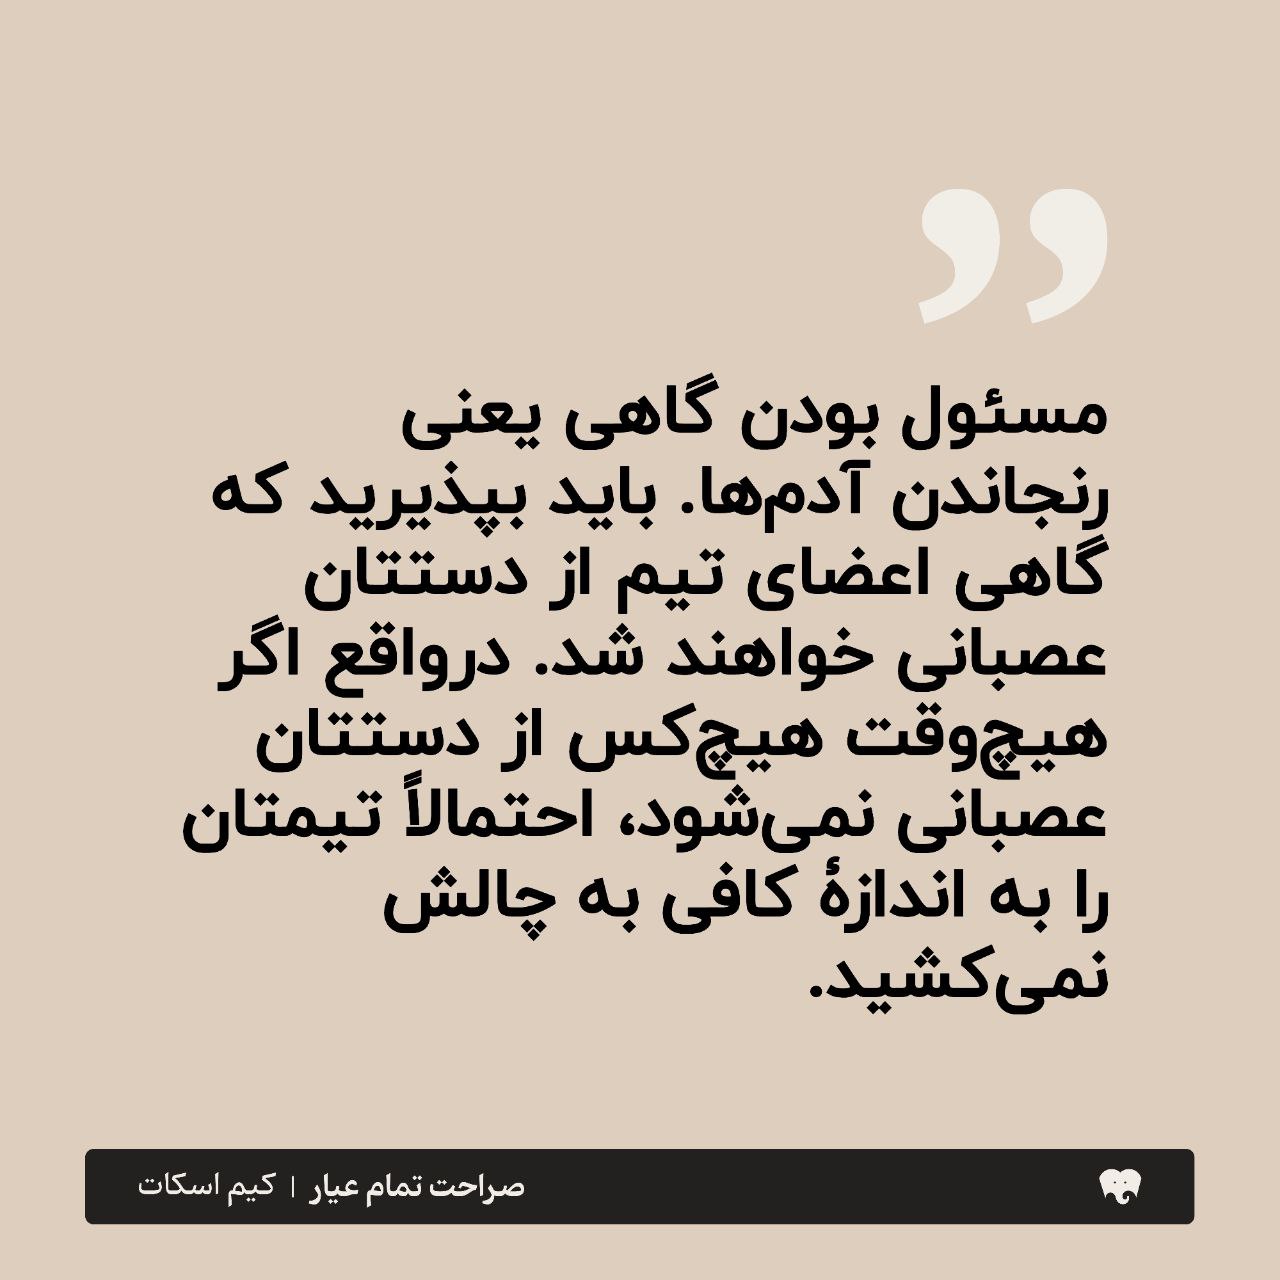 مسئول بودن گاهی یعنی
رنجاندن آدم‌ها. باید بپذیرید که
گاهی اعضای تیم از دستتان
عصبانی خواهند شد. درواقع اگر
هیچ‌وقت هیچ‌کس از دستتان
عصبانی نمی‌شود، احتمالاً تیمتان
را به اندازهٔ کافی به چالش
نمی‌کشید.
صراحت تمام عیار | کیم اسکات